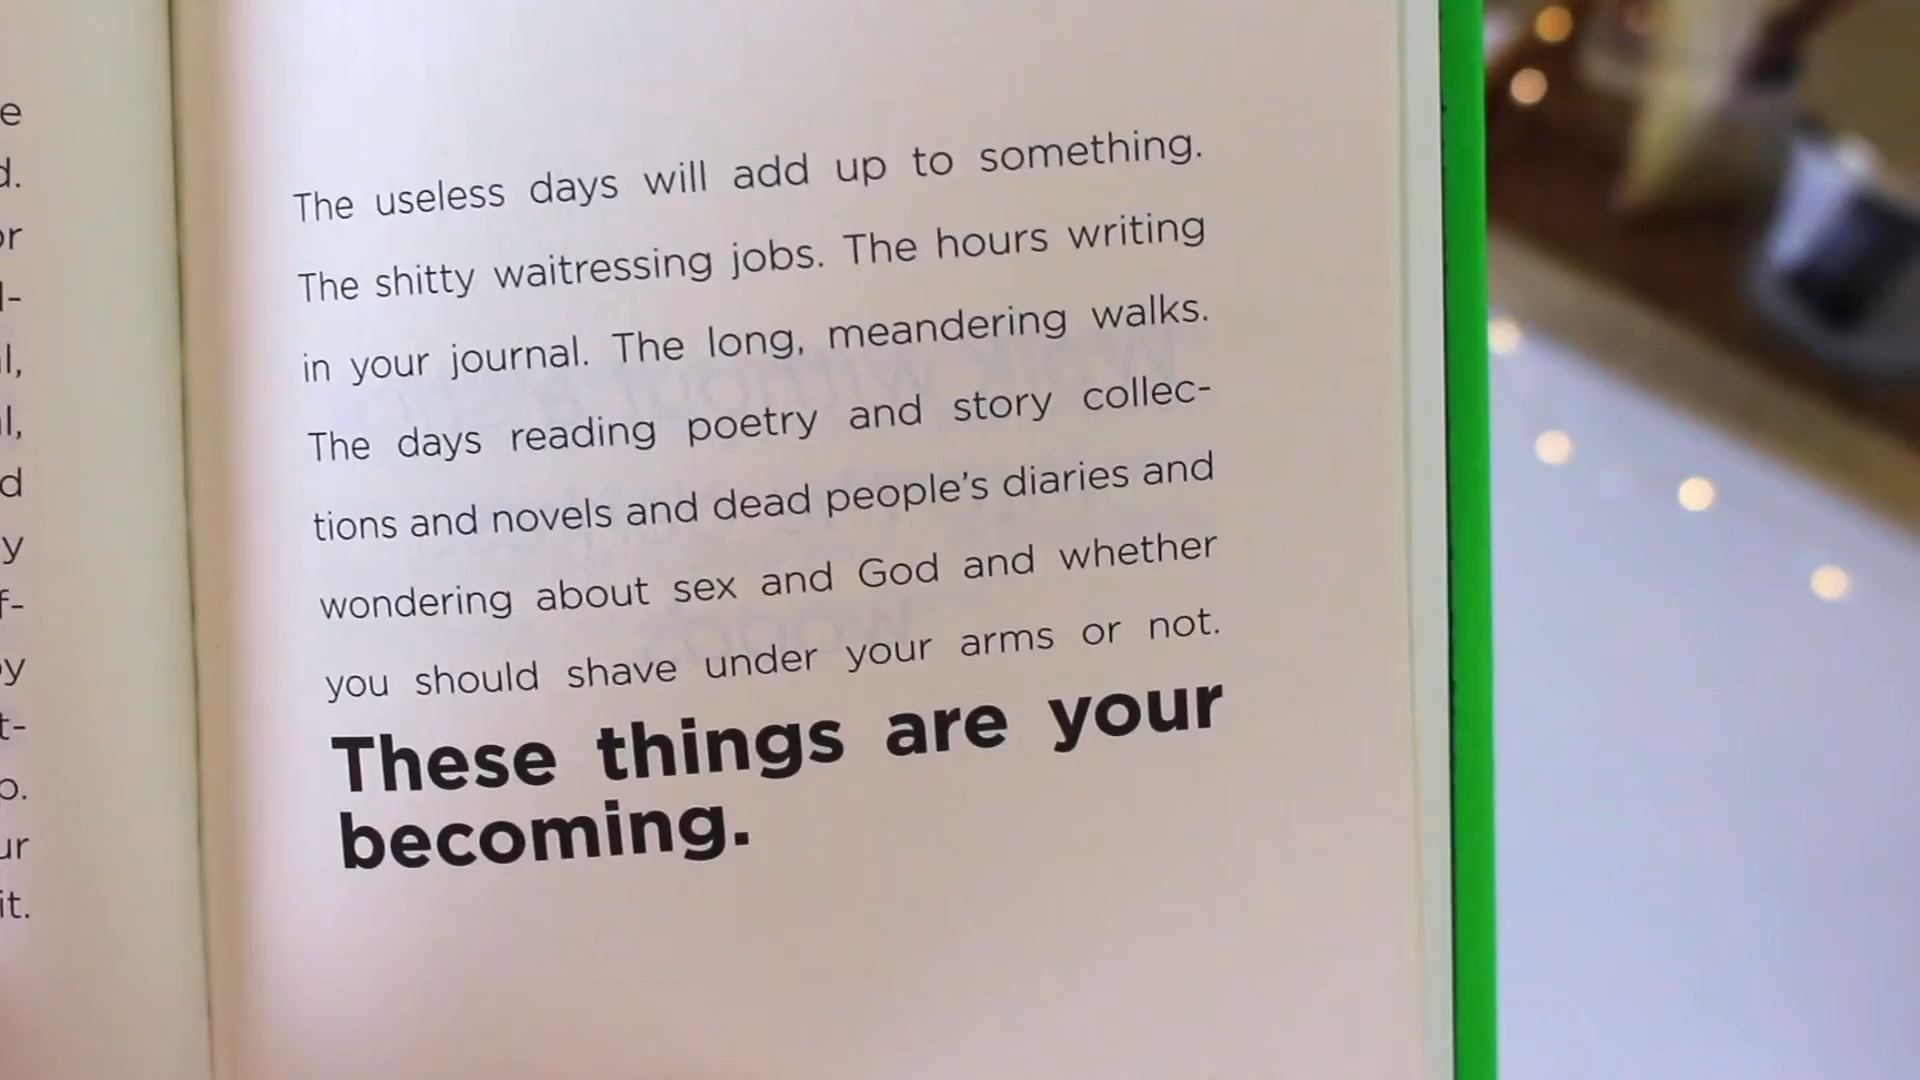 The useless days will add up to something.
The shitty waitressing jobs. The hours writing
in your journal. The long, meandering walks.
The days reading poetry and story collec-
tions and novels and dead people's diaries and
wondering about sex and God and whether
you should shave under your arms or not.
These things are your
becoming.